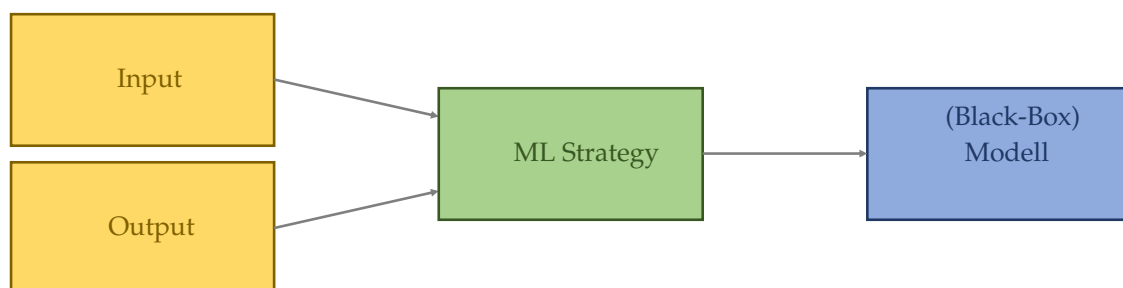 Input
Output
ML Strategy
(Black-Box)
Modell